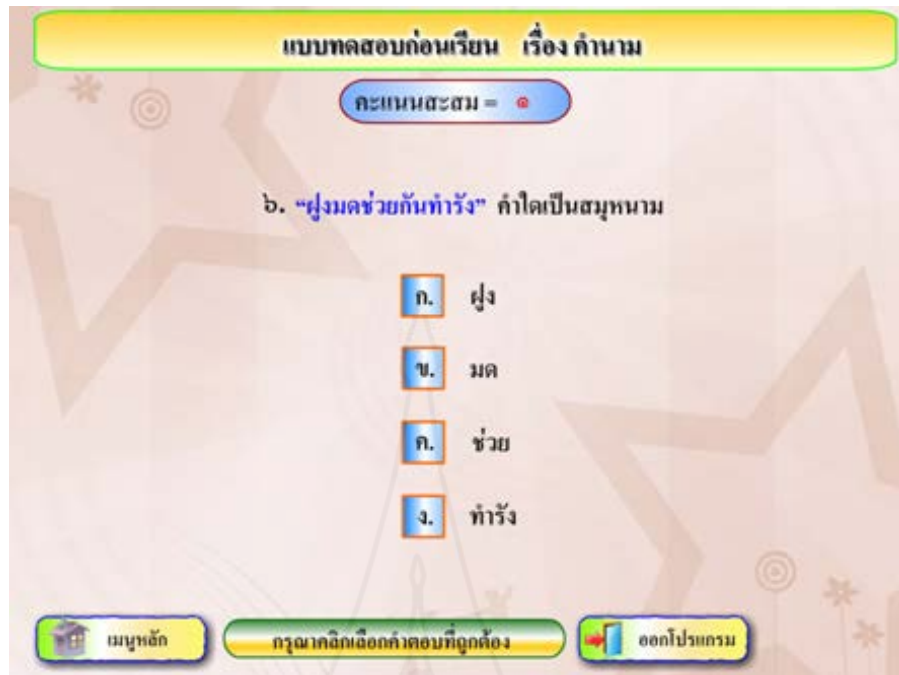 แบบทดสอบก่อนเรียน เรื่อง คำนาม
คะแนนสะสม = ๑
๖. “ฝูงมดช่วยกันทำรัง” คำใดเป็นสมุหนาม
ก. ฝูง
ข. มด
ค. ช่วย
ง. ทำรัง
เมนูหลัก กรุณาคลิกเลือกคำตอบที่ถูกต้อง ออกโปรแกรม